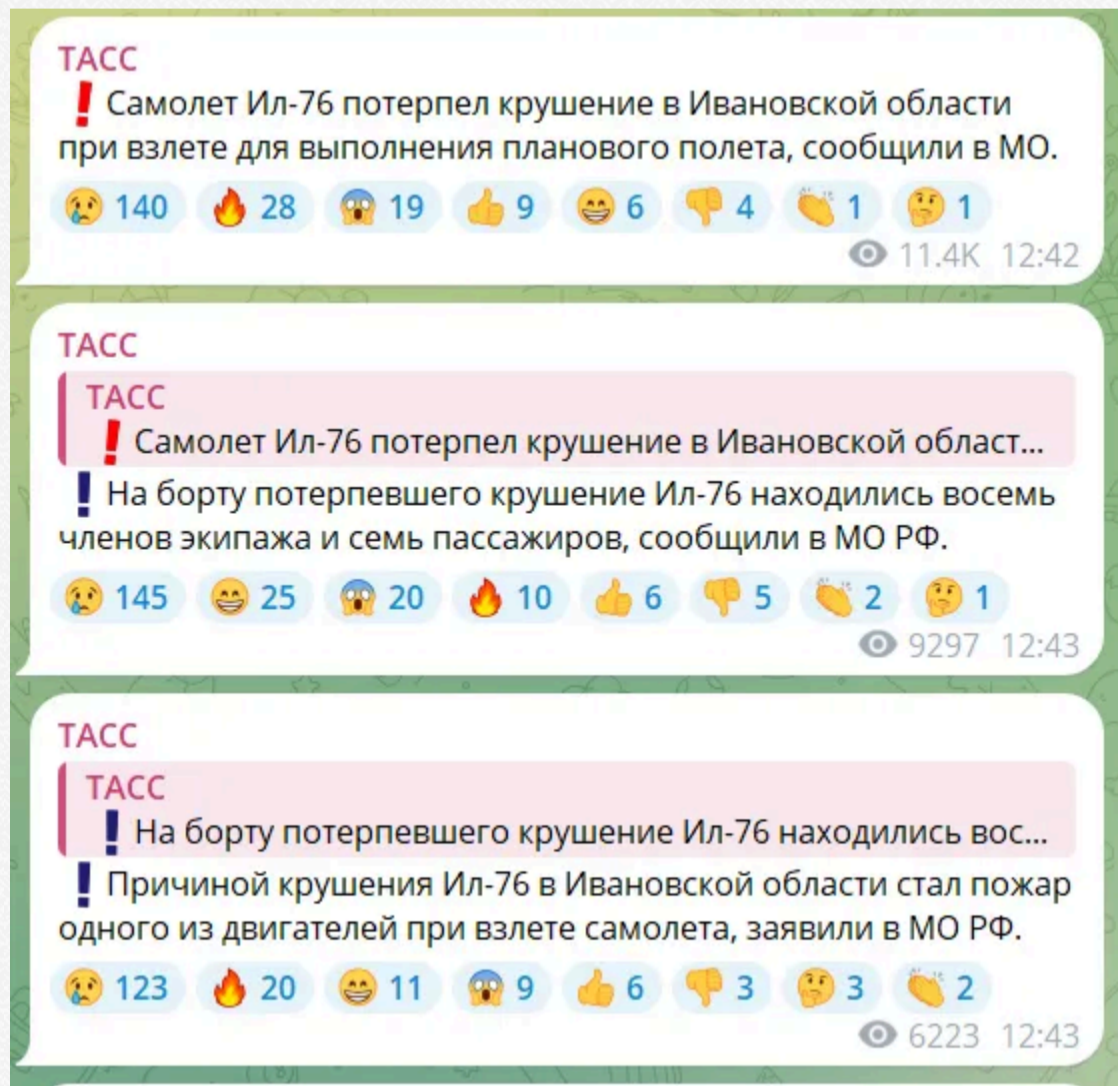 ТАСС
❗Самолет Ил-76 потерпел крушение в Ивановской области
при взлете для выполнения планового полета, сообщили в МО.
😢 140 🔥 28 😱 19 👍 9 😁 6 👎 4 👏 1 🤔 1
11.4K 12:42
ТАСС
ТАСС
❗Самолет Ил-76 потерпел крушение в Ивановской област...
❗На борту потерпевшего крушение Ил-76 находились восемь
членов экипажа и семь пассажиров, сообщили в МО РФ.
😢 145 😁 25 😱 20 🔥 10 👍 6 👎 5 👏 2 🤔 1
9297 12:43
ТАСС
ТАСС
❗На борту потерпевшего крушение Ил-76 находились вос...
❗Причиной крушения Ил-76 в Ивановской области стал пожар
одного из двигателей при взлете самолета, заявили в МО РФ.
😢 123 🔥 20 😁 11 😱 9 👍 6 👎 3 🤔 3 👏 2
6223 12:43